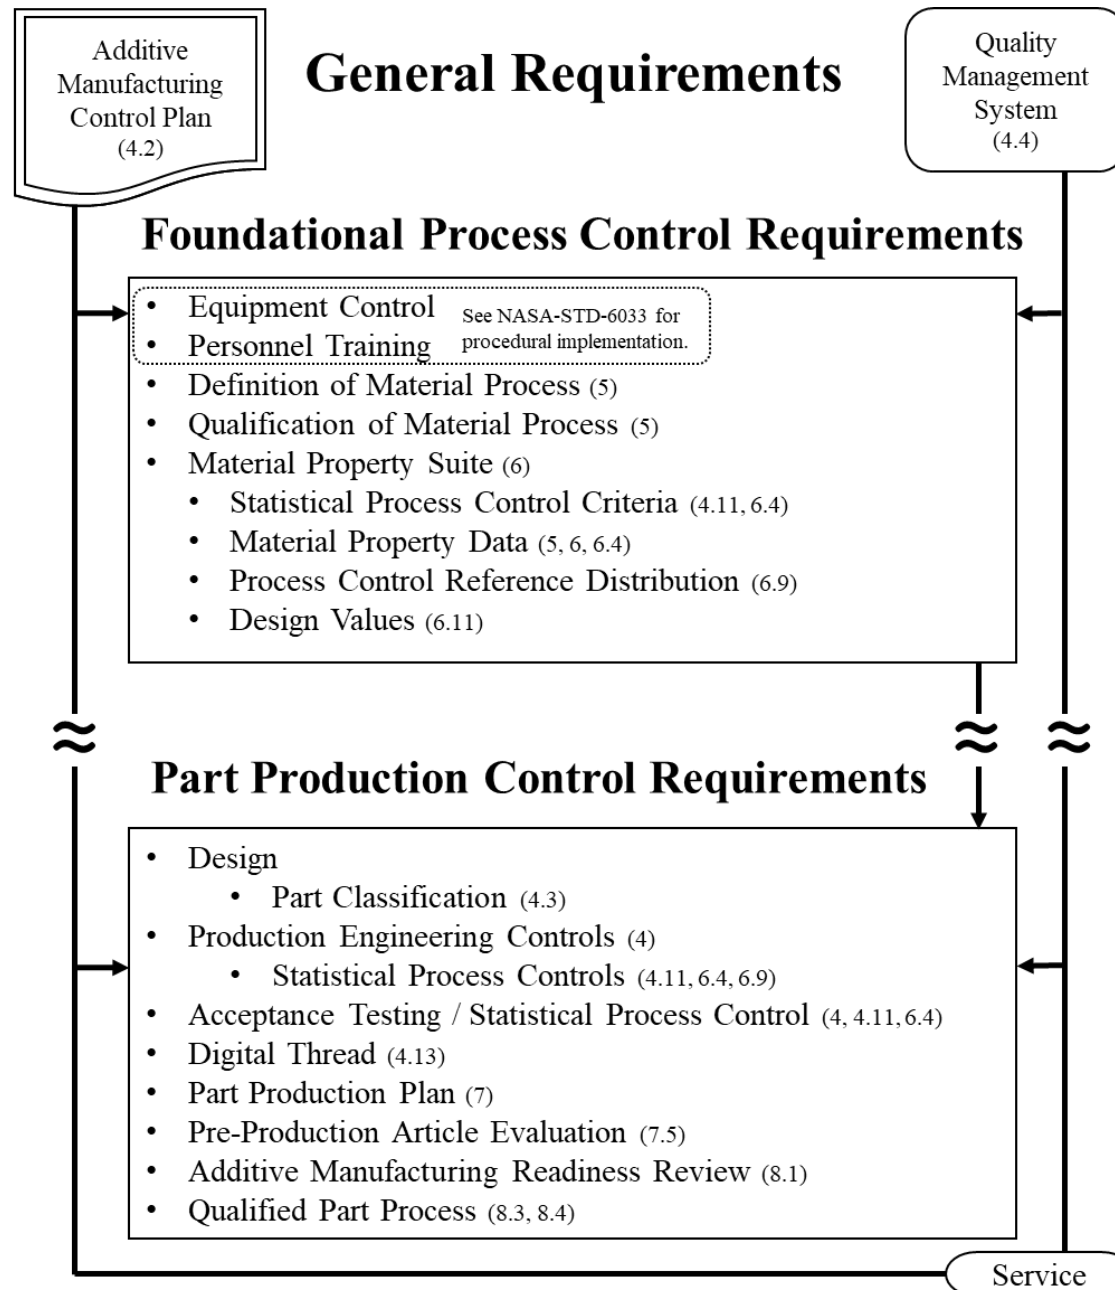 Additive
Manufacturing
Control Plan
(4.2)
General Requirements
Quality
Management
System
(4.4)
Foundational Process Control Requirements
• Equipment Control
• Personnel Training
See NASA-STD-6033 for
procedural implementation.
• Definition of Material Process (5)
• Qualification of Material Process (5)
• Material Property Suite (6)
• Statistical Process Control Criteria (4.11, 6.4)
• Material Property Data (5, 6, 6.4)
• Process Control Reference Distribution (6.9)
• Design Values (6.11)
Part Production Control Requirements
• Design
• Part Classification (4.3)
• Production Engineering Controls (4)
• Statistical Process Controls (4.11, 6.4, 6.9)
• Acceptance Testing / Statistical Process Control (4, 4.11, 6.4)
• Digital Thread (4.13)
• Part Production Plan (7)
• Pre-Production Article Evaluation (7.5)
• Additive Manufacturing Readiness Review (8.1)
• Qualified Part Process (8.3, 8.4)
Service